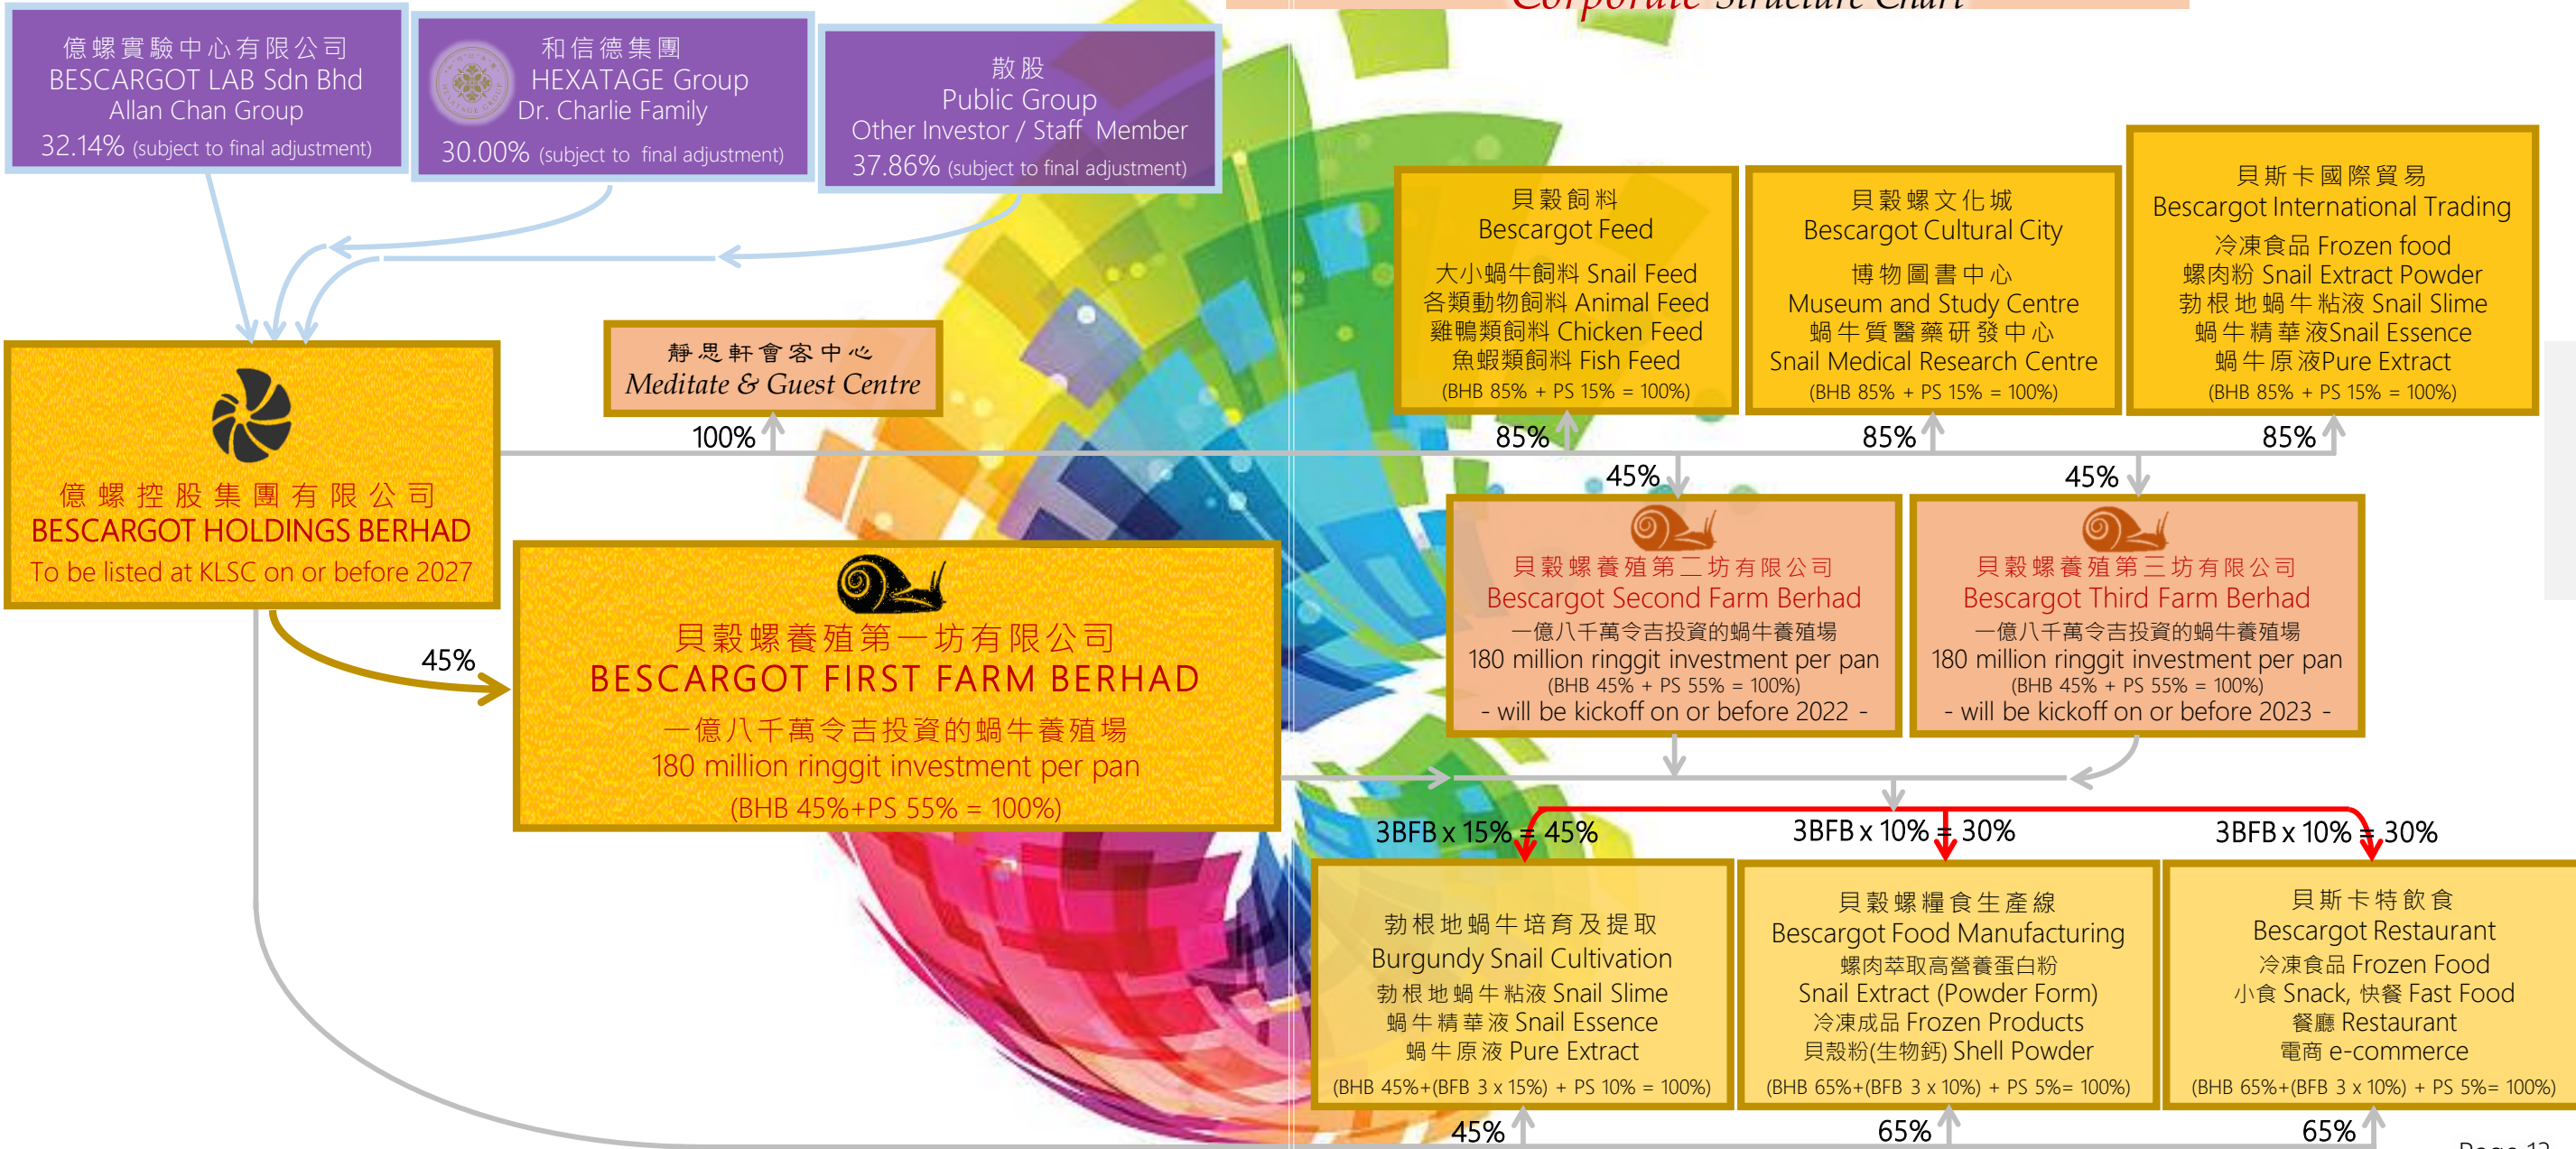 Corporate Structure Chart
億螺實驗中心有限公司
BESCARGOT LAB Sdn Bhd
Allan Chan Group
32.14% (subject to final adjustment)
和信德集團
HEXATAGE Group
Dr. Charlie Family
30.00% (subject to final adjustment)
散股
Public Group
Other Investor / Staff Member
37.86% (subject to final adjustment)
貝穀飼料
Bescargot Feed
大小蝸牛飼料 Snail Feed
各類動物飼料 Animal Feed
雞鴨類飼料 Chicken Feed
魚蝦類飼料 Fish Feed
(BHB 85% + PS 15% = 100%)
貝穀螺文化城
Bescargot Cultural City
博物圖書中心
Museum and Study Centre
蝸牛質醫藥研發中心
Snail Medical Research Centre
(BHB 85% + PS 15% = 100%)
貝斯卡國際貿易
Bescargot International Trading
冷凍食品 Frozen food
螺肉粉 Snail Extract Powder
勃根地蝸牛粘液 Snail Slime
蝸牛精華液Snail Essence
蝸牛原液Pure Extract
(BHB 85% + PS 15% = 100%)
靜思軒會客中心
Meditate & Guest Centre
100%
85%
85%
85%
45%
45%
億螺控股集團有限公司
BESCARGOT HOLDINGS BERHAD
To be listed at KLSC on or before 2027
45%
貝穀螺養殖第一坊有限公司
BESCARGOT FIRST FARM BERHAD
一億八千萬令吉投資的蝸牛養殖場
180 million ringgit investment per pan
(BHB 45%+PS 55% = 100%)
貝穀螺養殖第二坊有限公司
Bescargot Second Farm Berhad
一億八千萬令吉投資的蝸牛養殖場
180 million ringgit investment per pan
(BHB 45% + PS 55% = 100%)
- will be kickoff on or before 2022 -
貝穀螺養殖第三坊有限公司
Bescargot Third Farm Berhad
一億八千萬令吉投資的蝸牛養殖場
180 million ringgit investment per pan
(BHB 45% + PS 55% = 100%)
- will be kickoff on or before 2023 -
3BFB x 15% = 45%
3BFB x 10% = 30%
3BFB x 10% = 30%
勃根地蝸牛培育及提取
Burgundy Snail Cultivation
勃根地蝸牛粘液 Snail Slime
蝸牛精華液 Snail Essence
蝸牛原液 Pure Extract
(BHB 45%+(BFB 3 x 15%) + PS 10% = 100%)
貝穀螺糧食生產線
Bescargot Food Manufacturing
螺肉萃取高營養蛋白粉
Snail Extract (Powder Form)
冷凍成品 Frozen Products
貝殼粉(生物鈣) Shell Powder
(BHB 65%+(BFB 3 x 10%) + PS 5%= 100%)
貝斯卡特飲食
Bescargot Restaurant
冷凍食品 Frozen Food
小食 Snack, 快餐 Fast Food
餐廳 Restaurant
電商 e-commerce
(BHB 65%+(BFB 3 x 10%) + PS 5%= 100%)
45%
65%
65%
Page 13